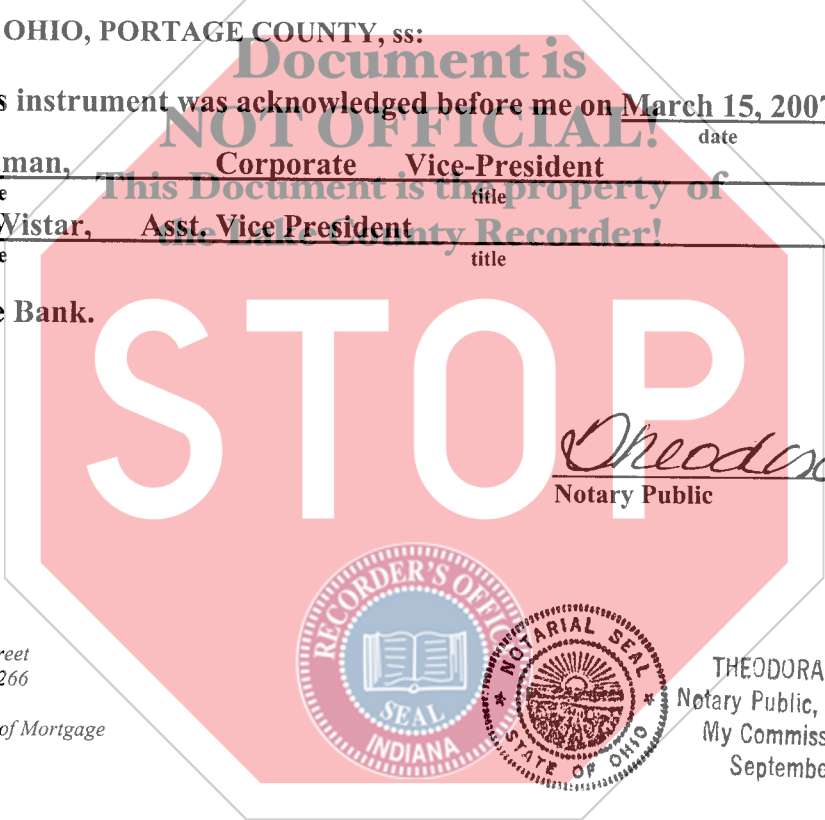 OHIO, PORTAGE COUNTY, ss:
Document is
s instrument was acknowledged before me on March 15, 2007
NOT OFFICIAL!
date
man, Corporate Vice-President
This Document is the property of
e title
Wistar, Asst. Vice President
the Lake County Recorder!
e title
e Bank.
STOP
Theodora
Notary Public
RECORDER'S OFFICE
SEAL
INDIANA
NOTARIAL SEAL
STATE OF OHIO
reet
266
of Mortgage
THEODORA
Notary Public,
My Commiss
Septembe